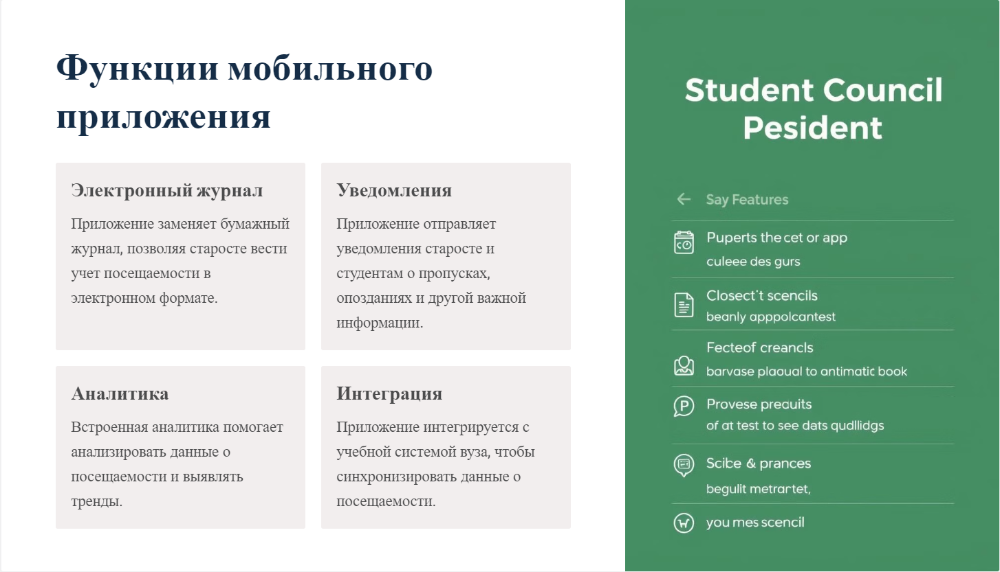 Функции мобильного
приложения
Электронный журнал
Приложение заменяет бумажный
журнал, позволяя старосте вести
учет посещаемости в
электронном формате.
Уведомления
Приложение отправляет
уведомления старосте и
студентам о пропусках,
опозданиях и другой важной
информации.
Аналитика
Встроенная аналитика помогает
анализировать данные о
посещаемости и выявлять
тренды.
Интеграция
Приложение интегрируется с
учебной системой вуза, чтобы
синхронизировать данные о
посещаемости.
Student Council
Pesident
Say Features
Puperts the cet or app
culeee des gurs
Closect't scencils
beanly apppolcantest
Fecteof creancls
barvase plaoual to antimatic book
P
Provese preauits
of at test to see dats qudllidgs
Scibe & prances
begulit metrartet,
you mes scencil